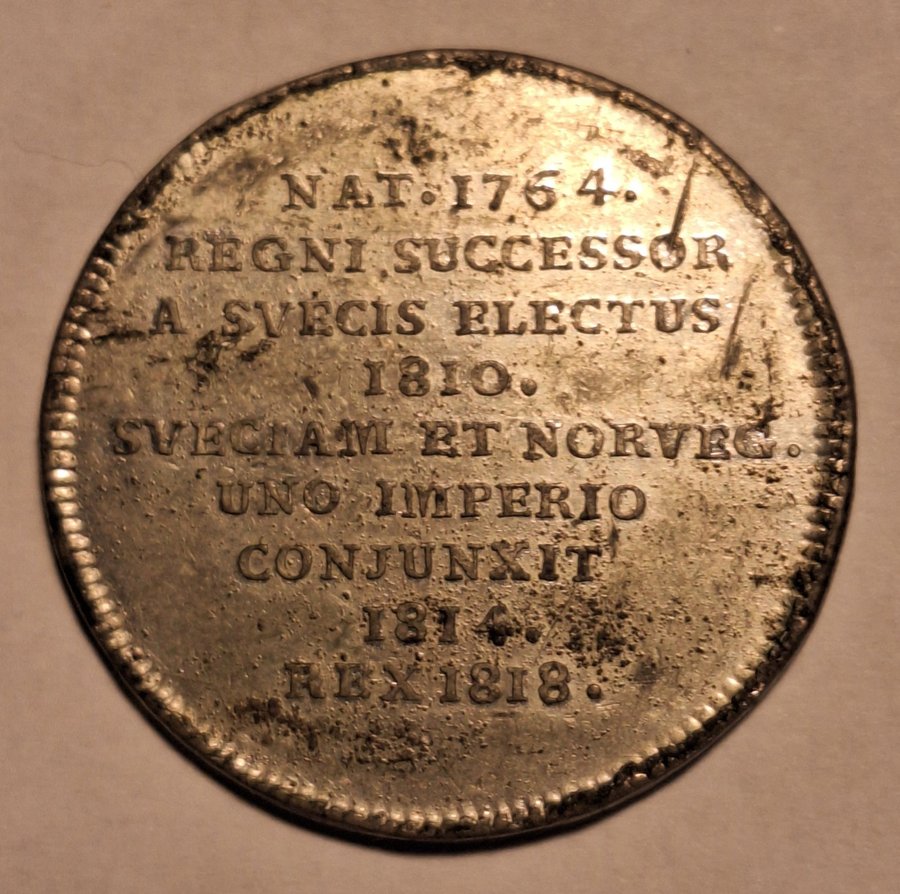 NAT. 1764.
REGNI SUCCESSOR
A SVECIS ELECTUS
1810.
SVECIAM ET NORVEG.
UNO IMPERIO
CONJUNXIT
1814.
REX 1818.